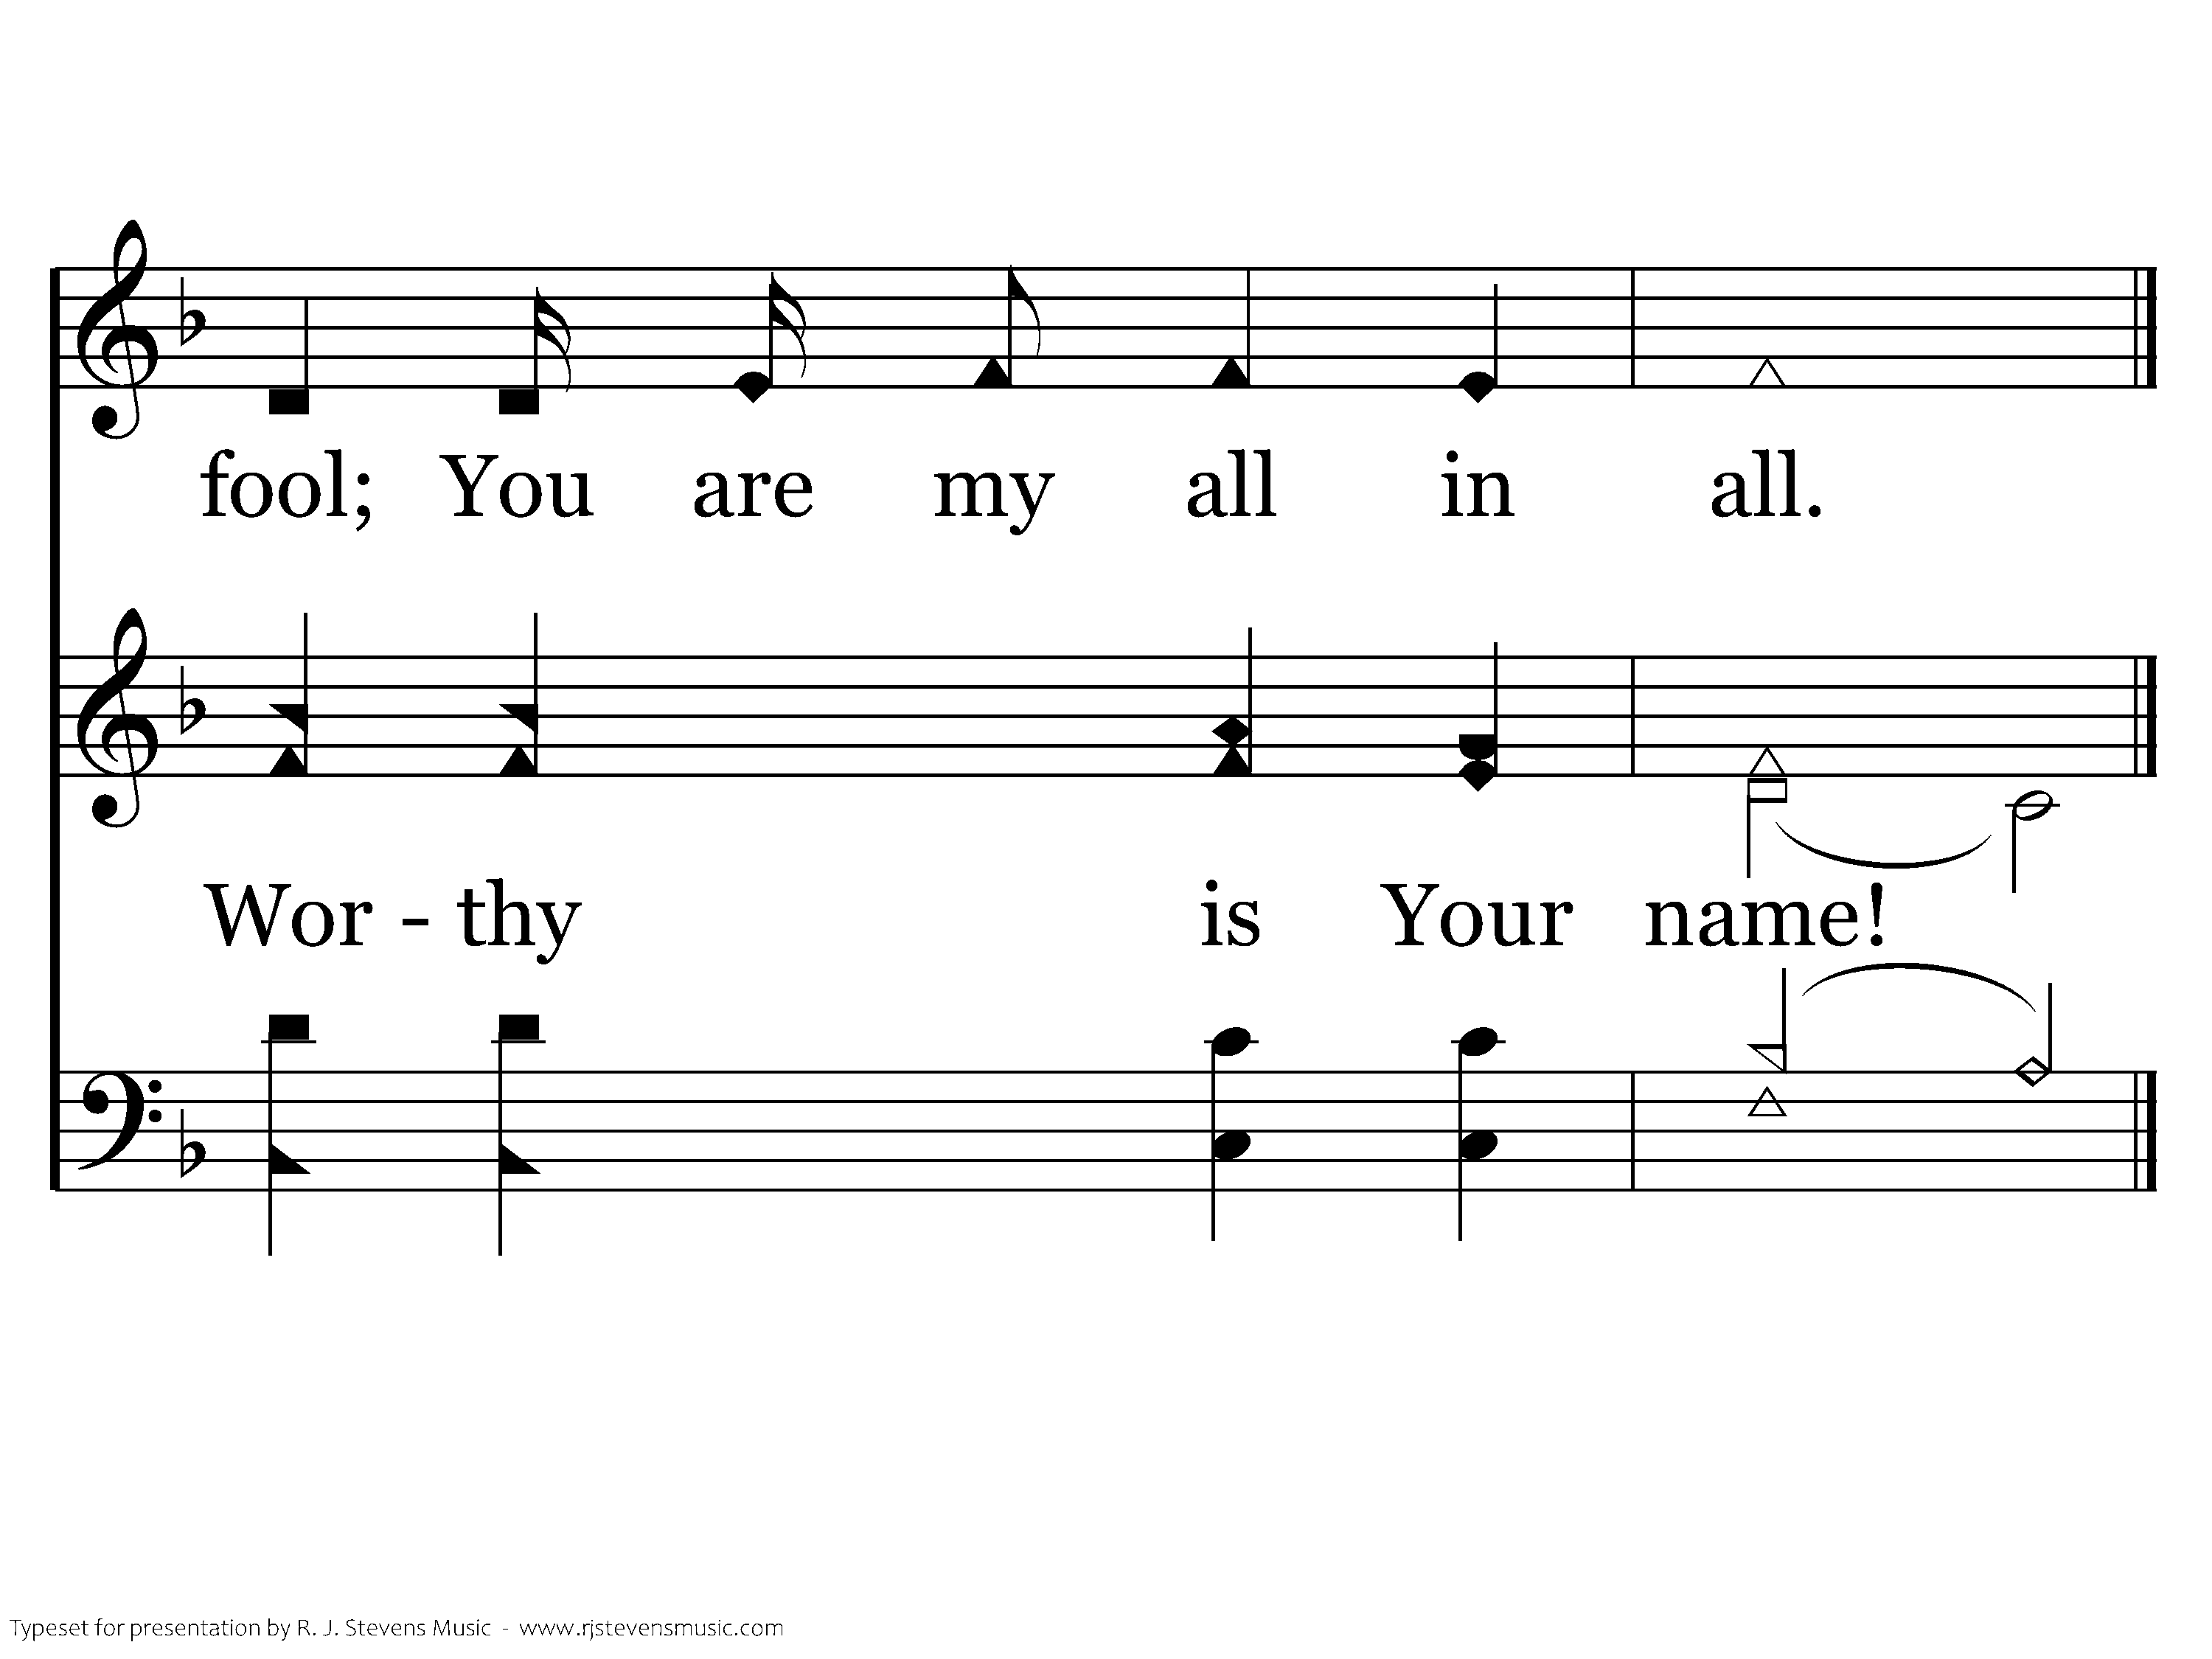 fool; You are my all in all.
Wor - thy is Your name!
Typeset for presentation by R. J. Stevens Music - www.rjstevensmusic.com